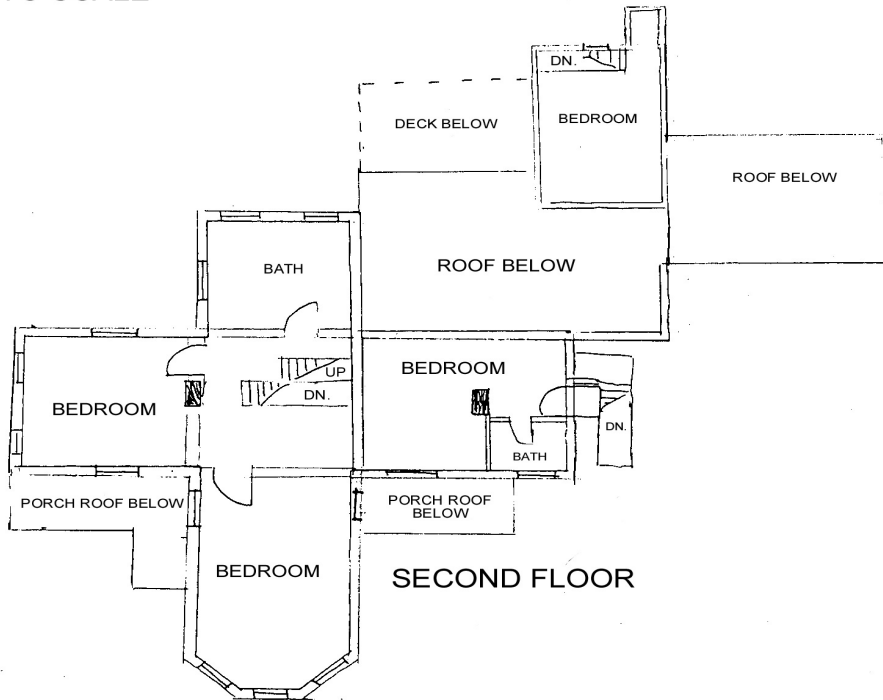 DN.
DECK BELOW
BEDROOM
ROOF BELOW
BATH
ROOF BELOW
BEDROOM
UP
DN.
BEDROOM
DN.
BATH
PORCH ROOF BELOW
PORCH ROOF
BELOW
BEDROOM
SECOND FLOOR